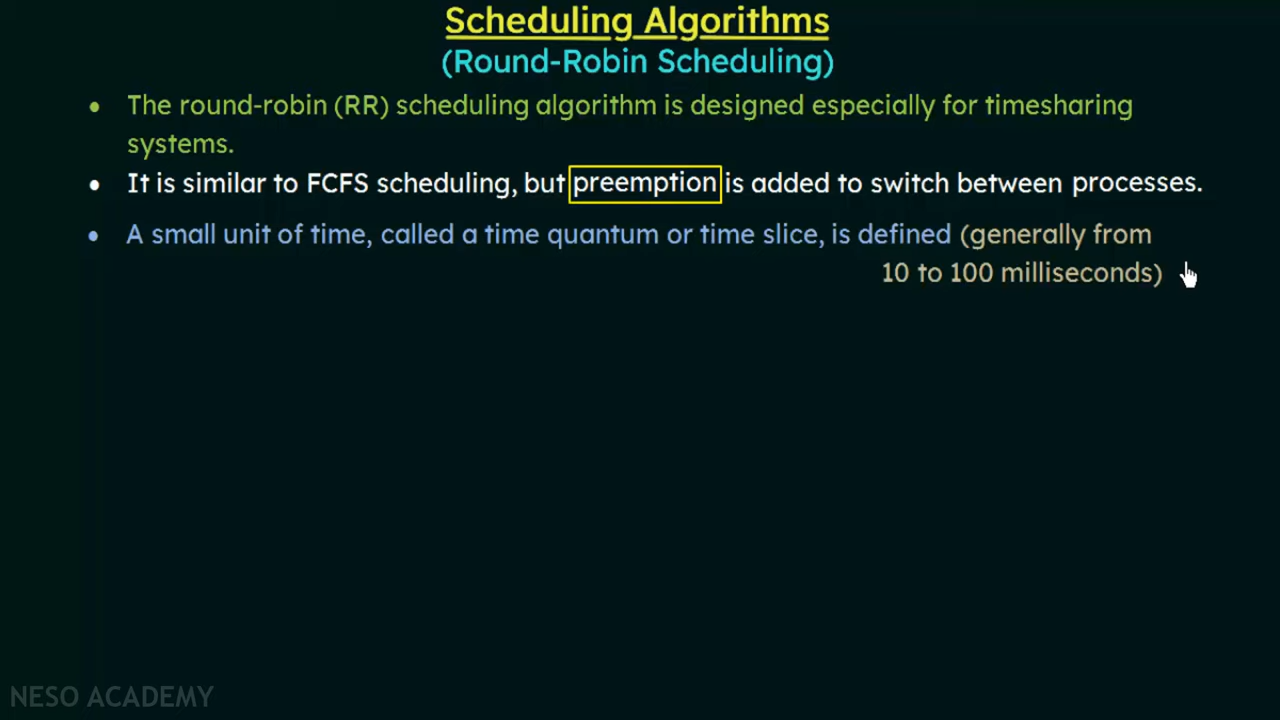 Scheduling Algorithms
(Round-Robin Scheduling)
• The round-robin (RR) scheduling algorithm is designed especially for timesharing
systems.
• It is similar to FCFS scheduling, but preemption is added to switch between processes.
• A small unit of time, called a time quantum or time slice, is defined (generally from
10 to 100 milliseconds)
NESO ACADEMY